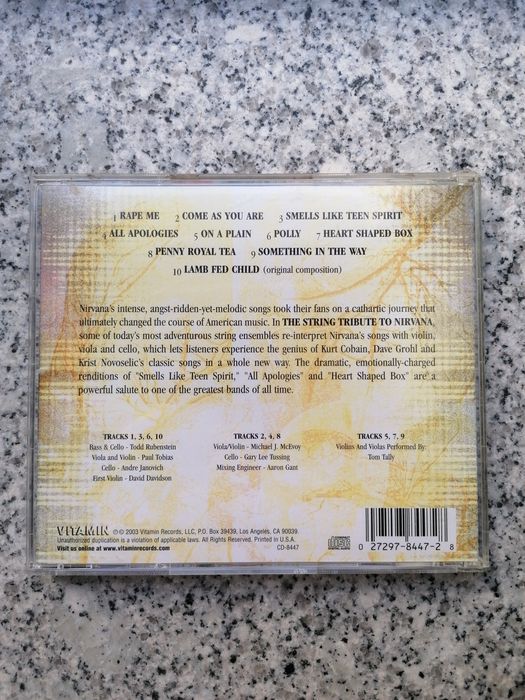 1 RAPE ME 2 COME AS YOU ARE 3 SMELLS LIKE TEEN SPIRIT
4 ALL APOLOGIES 5 ON A PLAIN 6 POLLY 7 HEART SHAPED BOX
8 PENNY ROYAL TEA 9 SOMETHING IN THE WAY
10 LAMB FED CHILD (original composition)
Nirvana's intense, angst-ridden-yet-melodic songs took their fans on a cathartic journey that
ultimately changed the course of American music. In THE STRING TRIBUTE TO NIRVANA,
some of today's most adventurous string ensembles re-interpret Nirvana's songs with violin,
viola and cello, which lets listeners experience the genius of Kurt Cobain, Dave Grohl and
Krist Novoselic's classic songs in a whole new way. The dramatic, emotionally-charged
renditions of "Smells Like Teen Spirit," "All Apologies" and "Heart Shaped Box" are a
powerful salute to one of the greatest bands of all time.
TRACKS 1, 3, 6, 10
Bass & Cello - Todd Rubenstein
Viola and Violin - Paul Tobias
Cello - Andre Janovich
First Violin - David Davidson
TRACKS 2, 4, 8
Viola/Violin - Michael J. McEvoy
Cello - Gary Lee Tussing
Mixing Engineer - Aaron Gant
TRACKS 5, 7, 9
Violins And Violas Performed By:
Tom Tally
VITAMIN ℗ © 2003 Vitamin Records, LLC, P.O. Box 39439, Los Angeles, CA 90039.
Unauthorized duplication is a violation of applicable laws. All Rights Reserved. Printed in U.S.A.
Visit us online at www.vitaminrecords.com CD-8447
COMPACT disc DIGITAL AUDIO
0 27297-8447-2 8